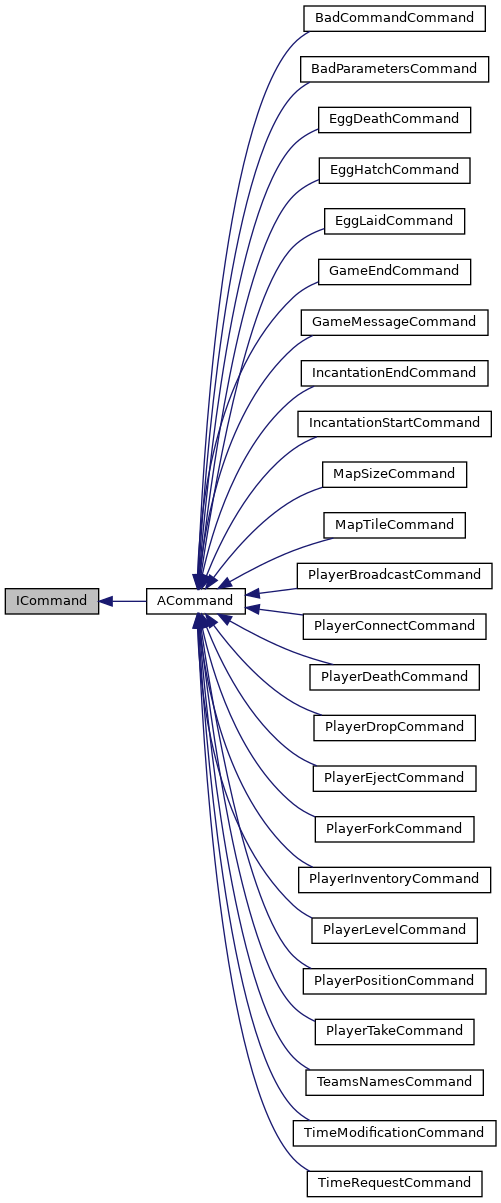 BadCommandCommand
BadParametersCommand
EggDeathCommand
EggHatchCommand
EggLaidCommand
GameEndCommand
GameMessageCommand
IncantationEndCommand
IncantationStartCommand
MapSizeCommand
MapTileCommand
PlayerBroadcastCommand
ICommand
ACommand
PlayerConnectCommand
PlayerDeathCommand
PlayerDropCommand
PlayerEjectCommand
PlayerForkCommand
PlayerInventoryCommand
PlayerLevelCommand
PlayerPositionCommand
PlayerTakeCommand
TeamsNamesCommand
TimeModificationCommand
TimeRequestCommand